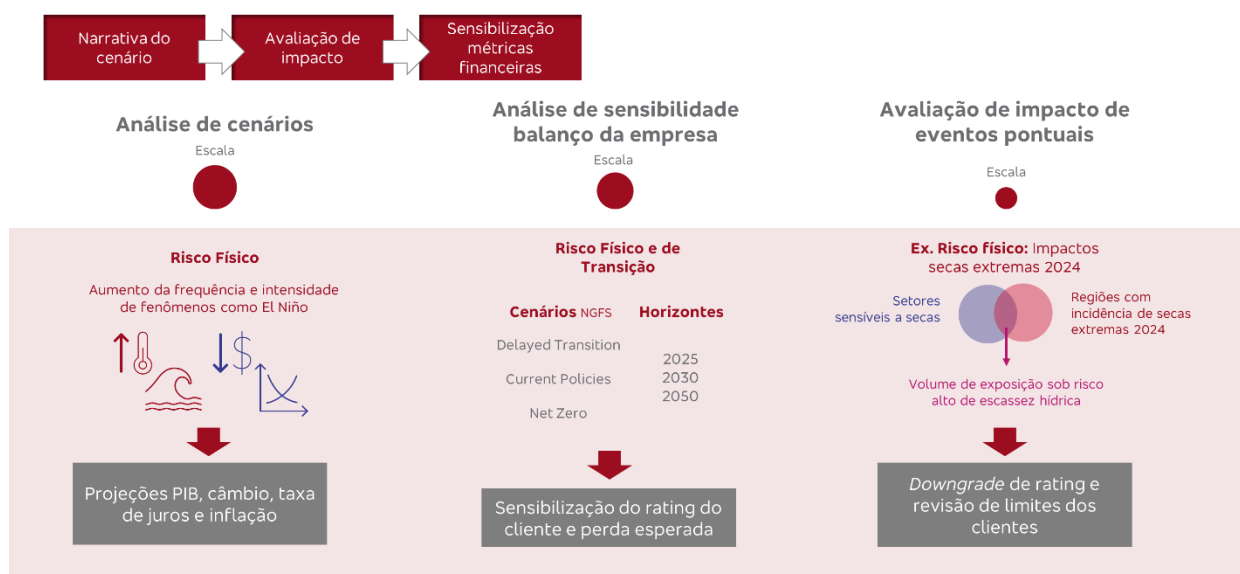 Narrativa do
cenário
Avaliação de
impacto
Sensibilização
métricas
financeiras
Análise de cenários
Escala
Risco Físico
Aumento da frequência e intensidade
de fenômenos como El Niño
$
Projeções PIB, câmbio, taxa
de juros e inflação
Análise de sensibilidade
balanço da empresa
Escala
Risco Físico e de
Transição
Cenários NGFS
Delayed Transition
Current Policies
Net Zero
Horizontes
2025
2030
2050
Sensibilização do rating do
cliente e perda esperada
Avaliação de impacto de
eventos pontuais
Escala
Ex. Risco físico: Impactos
secas extremas 2024
Setores
sensíveis a secas
Regiões com
incidência de secas
extremas 2024
Volume de exposição sob risco
alto de escassez hídrica
Downgrade de rating e
revisão de limites dos
clientes